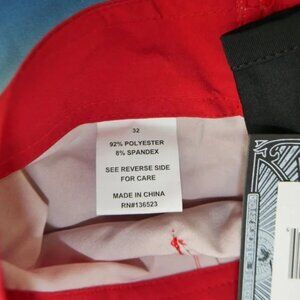 32
92% POLYESTER
8% SPANDEX
SEE REVERSE SIDE
FOR CARE
MADE IN CHINA
RN#136523